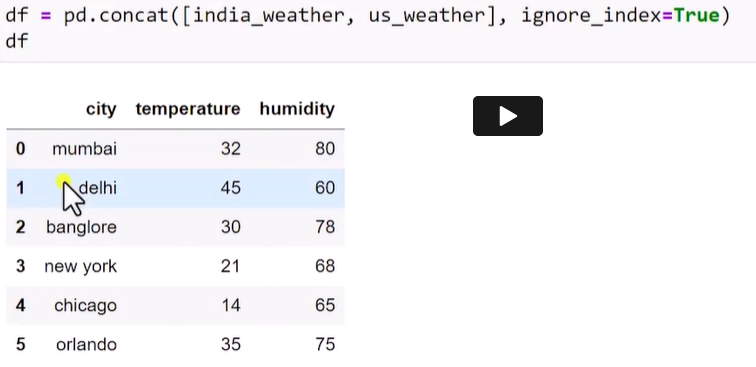 df = pd.concat([india_weather, us_weather], ignore_index=True)
df
city temperature humidity
0 mumbai 32 80
1 delhi 45 60
2 banglore 30 78
3 new york 21 68
4 chicago 14 65
5 orlando 35 75